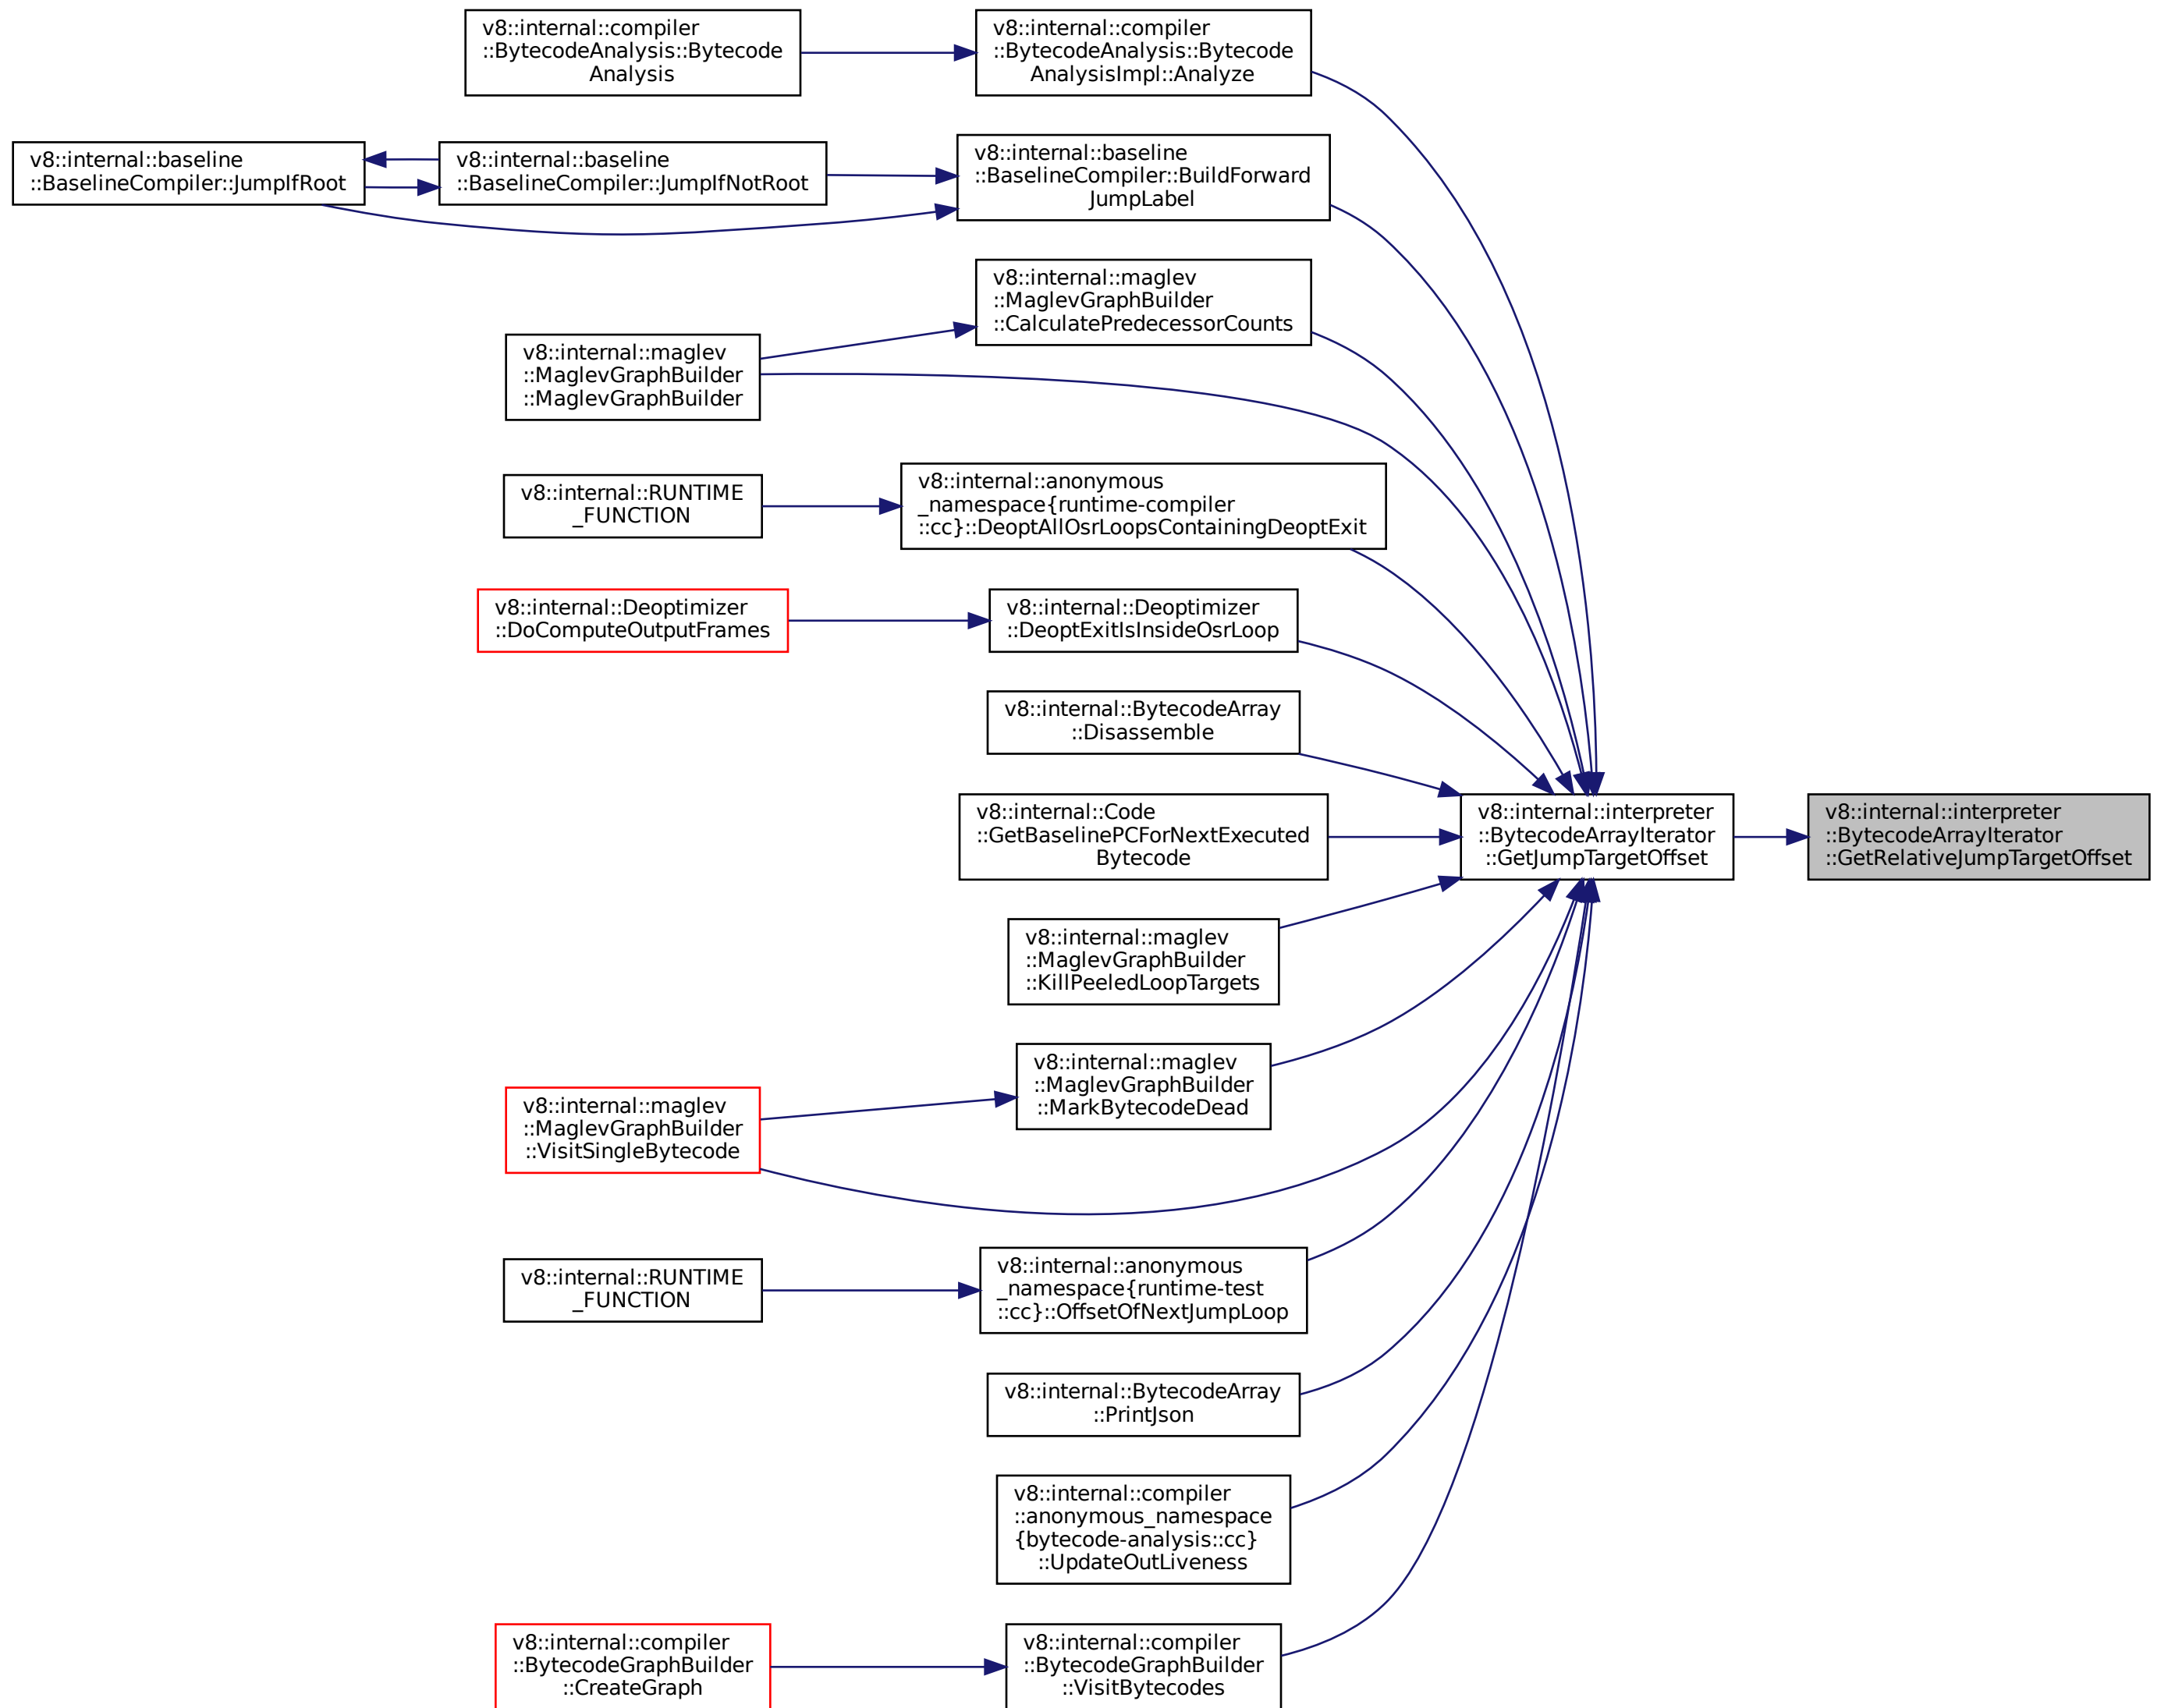 v8::internal::compiler
::BytecodeAnalysis::Bytecode
Analysis
v8::internal::compiler
::BytecodeAnalysis::Bytecode
AnalysisImpl::Analyze
v8::internal::baseline
::BaselineCompiler::JumpIfRoot
v8::internal::baseline
::BaselineCompiler::JumpIfNotRoot
v8::internal::baseline
::BaselineCompiler::BuildForward
JumpLabel
v8::internal::maglev
::MaglevGraphBuilder
::CalculatePredecessorCounts
v8::internal::maglev
::MaglevGraphBuilder
::MaglevGraphBuilder
v8::internal::RUNTIME
_FUNCTION
v8::internal::anonymous
_namespace{runtime-compiler
::cc}::DeoptAllOsrLoopsContainingDeoptExit
v8::internal::Deoptimizer
::DoComputeOutputFrames
v8::internal::Deoptimizer
::DeoptExitIsInsideOsrLoop
v8::internal::BytecodeArray
::Disassemble
v8::internal::Code
::GetBaselinePCForNextExecuted
Bytecode
v8::internal::interpreter
::BytecodeArrayIterator
::GetJumpTargetOffset
v8::internal::interpreter
::BytecodeArrayIterator
::GetRelativeJumpTargetOffset
v8::internal::maglev
::MaglevGraphBuilder
::KillPeeledLoopTargets
v8::internal::maglev
::MaglevGraphBuilder
::MarkBytecodeDead
v8::internal::maglev
::MaglevGraphBuilder
::VisitSingleBytecode
v8::internal::RUNTIME
_FUNCTION
v8::internal::anonymous
_namespace{runtime-test
::cc}::OffsetOfNextJumpLoop
v8::internal::BytecodeArray
::PrintJson
v8::internal::compiler
::anonymous_namespace
{bytecode-analysis::cc}
::UpdateOutLiveness
v8::internal::compiler
::BytecodeGraphBuilder
::CreateGraph
v8::internal::compiler
::BytecodeGraphBuilder
::VisitBytecodes